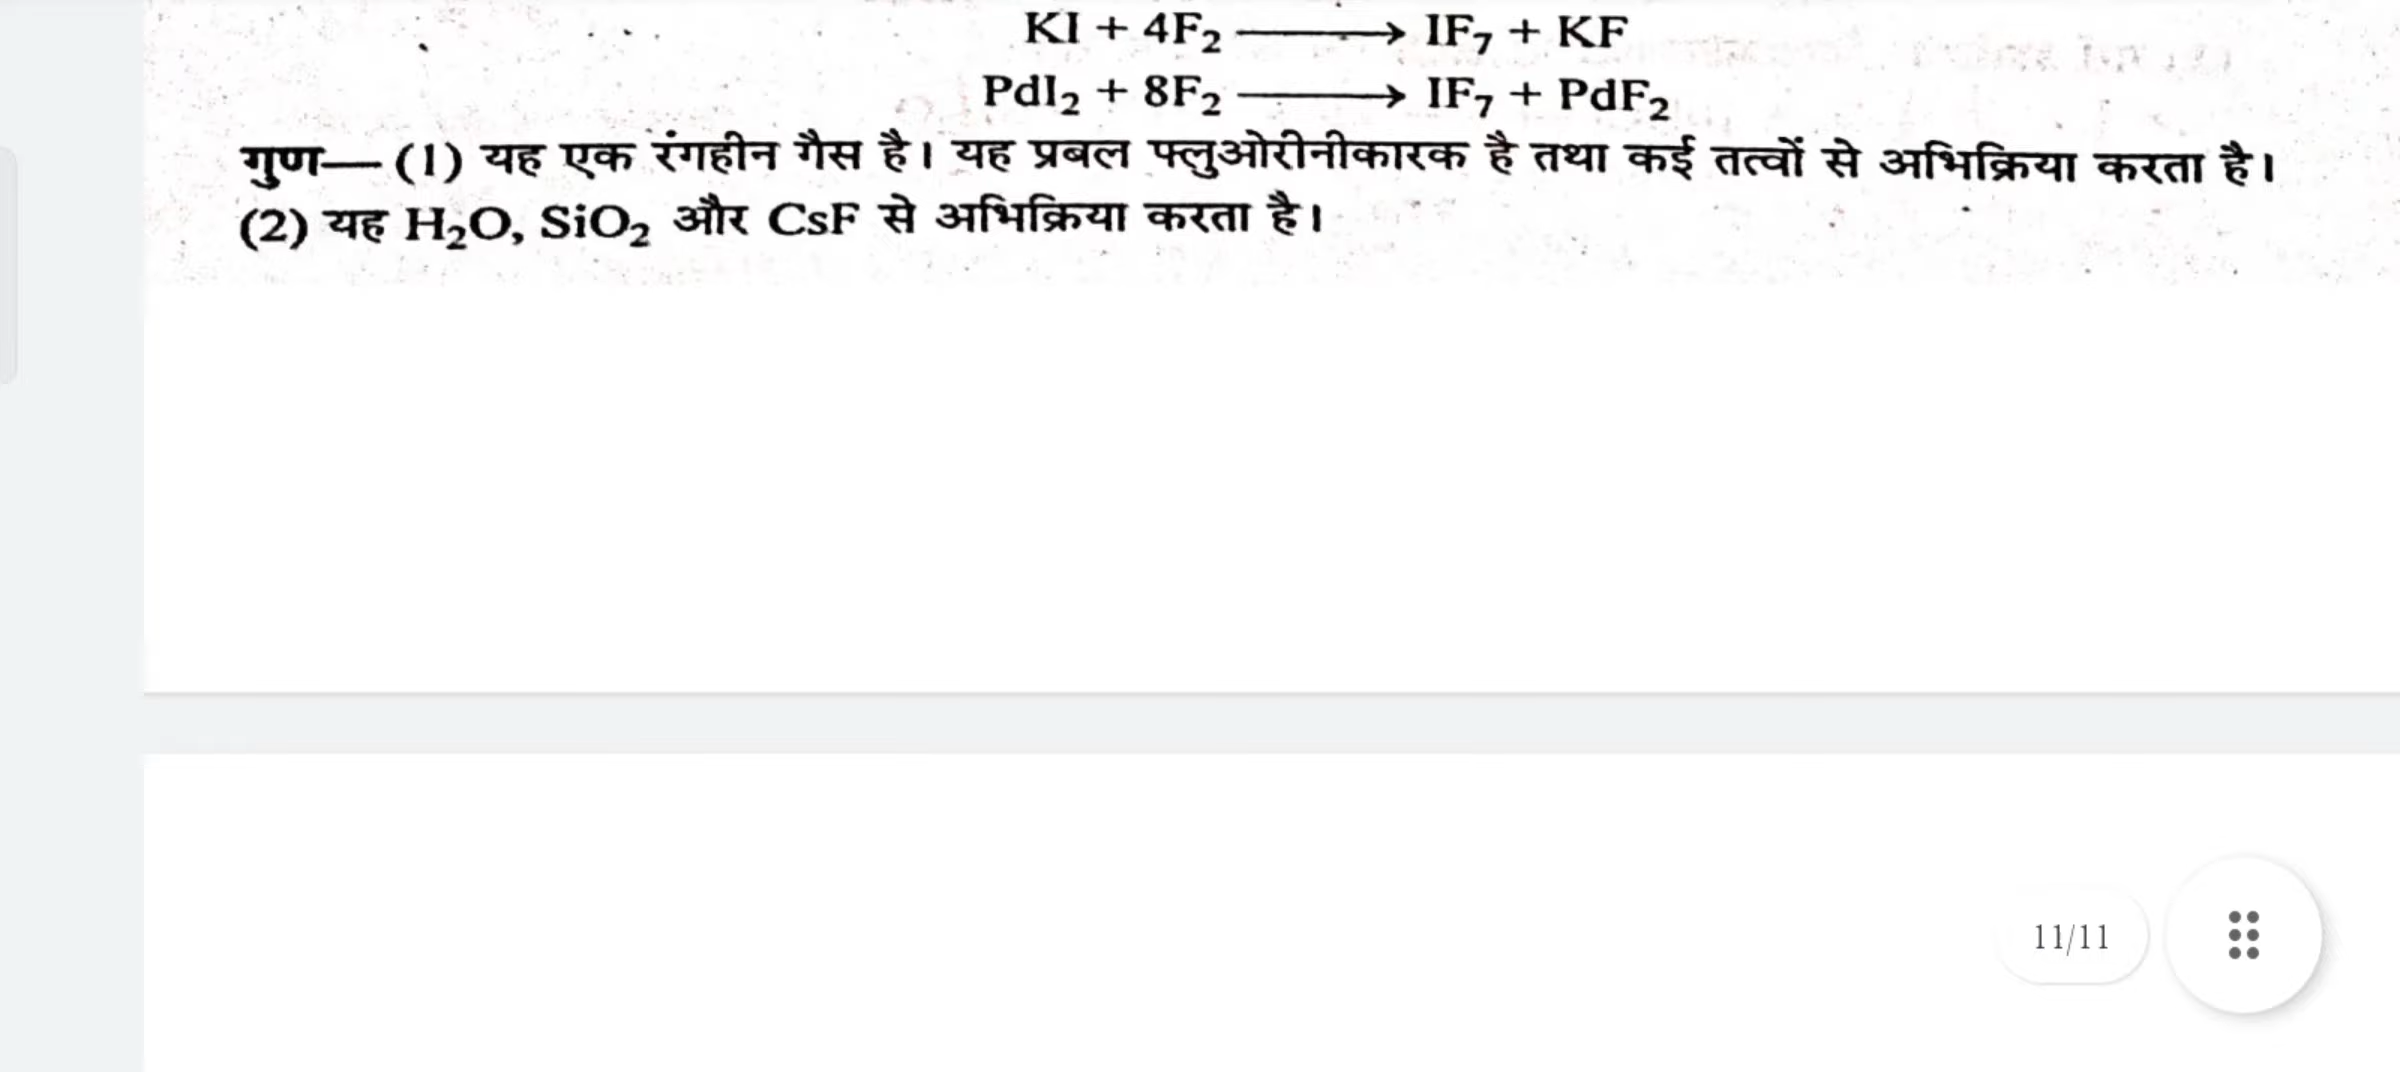 KI + 4F₂ ⟶ IF₇ + KF
PdI₂ + 8F₂ ⟶ IF₇ + PdF₂
गुण— (1) यह एक रंगहीन गैस है। यह प्रबल फ्लुओरीनीकारक है तथा कई तत्वों से अभिक्रिया करता है।
(2) यह H₂O, SiO₂ और CsF से अभिक्रिया करता है।
11/11